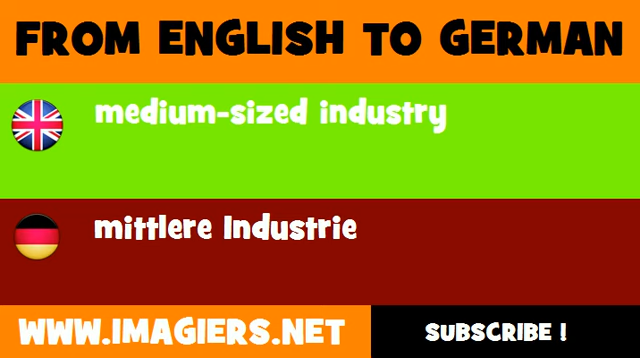 FROM ENGLISH TO GERMAN
medium-sized industry
mittlere Industrie
WWW.IMAGIERS.NET
SUBSCRIBE !